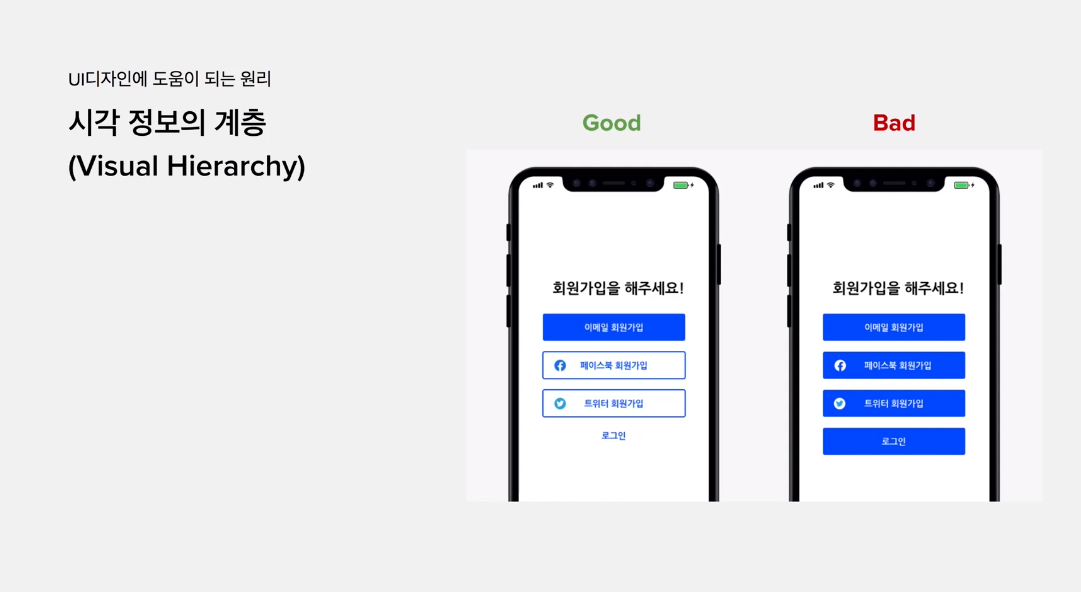 UI디자인에 도움이 되는 원리
시각 정보의 계층
(Visual Hierarchy)
Good
회원가입을 해주세요!
이메일 회원가입
페이스북 회원가입
트위터 회원가입
로그인
Bad
회원가입을 해주세요!
이메일 회원가입
페이스북 회원가입
트위터 회원가입
로그인